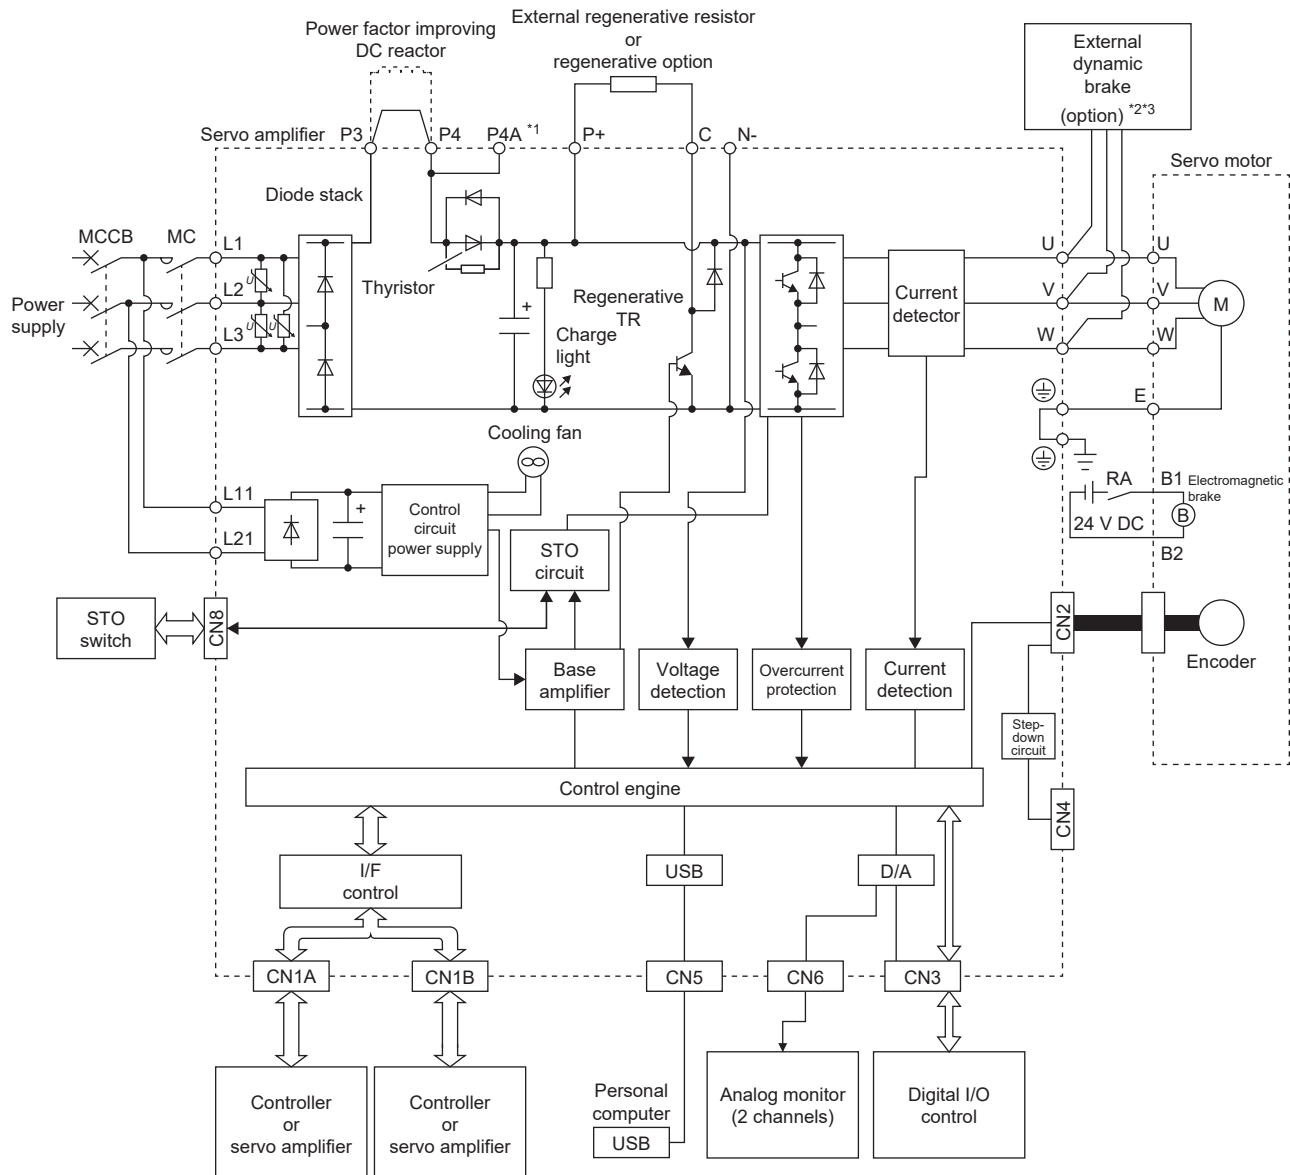 External regenerative resistor
or
regenerative option
Power factor improving
DC reactor
External
dynamic
brake
(option) *2*3
Servo amplifier
P3
P4
P4A *1
P+
C
N-
Servo motor
Diode stack
MCCB
MC
L1
L2
L3
U
U
U
Power
supply
Thyristor
+
Regenerative
TR
Charge
light
Current
detector
U
V
W
U
V
W
M
E
Cooling fan
L11
L21
+
Control
circuit
power supply
STO
circuit
RA
24 V DC
B1
Electromagnetic
brake
B
B2
STO
switch
CN8
CN2
Encoder
Base
amplifier
Voltage
detection
Overcurrent
protection
Current
detection
Step-
down
circuit
CN4
Control engine
I/F
control
USB
D/A
CN1A
CN1B
CN5
CN6
CN3
Controller
or
servo amplifier
Controller
or
servo amplifier
Personal
computer
USB
Analog monitor
(2 channels)
Digital I/O
control